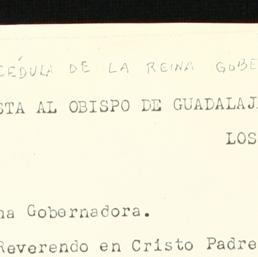 CÉDULA DE LA REINA GOBE
STA AL OBISPO DE GUADALAJ
LOS
na Gobernadora.
Reverendo en Cristo Padre